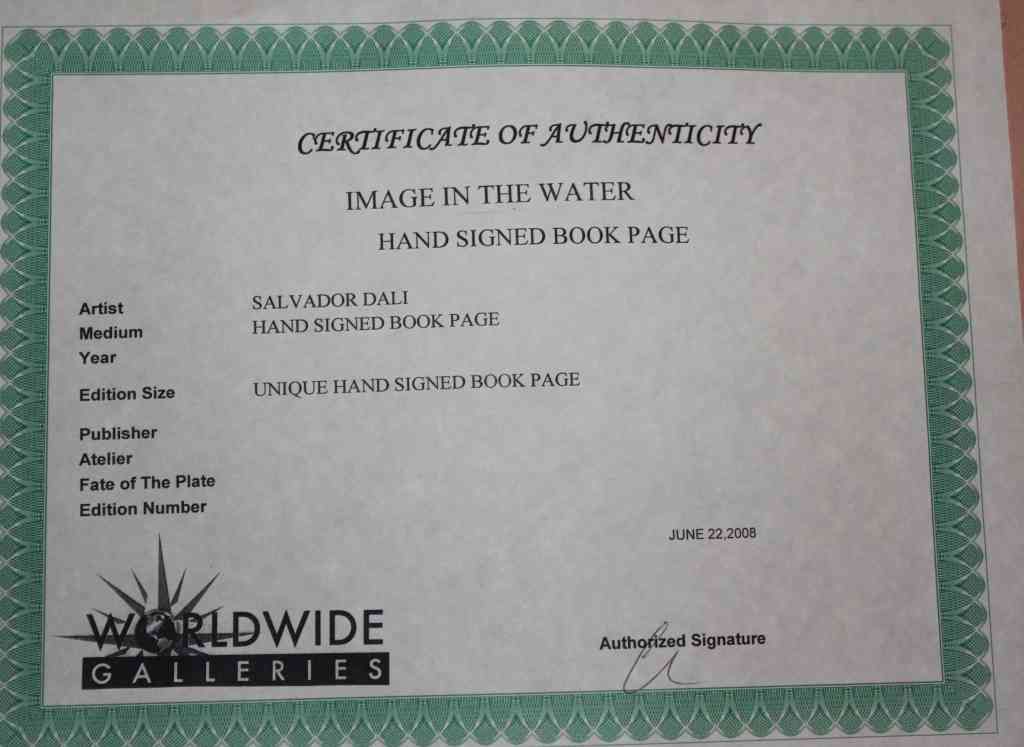 CERTIFICATE OF AUTHENTICITY
IMAGE IN THE WATER
HAND SIGNED BOOK PAGE
Artist SALVADOR DALI
Medium HAND SIGNED BOOK PAGE
Year
Edition Size UNIQUE HAND SIGNED BOOK PAGE
Publisher
Atelier
Fate of The Plate
Edition Number
JUNE 22,2008
WORLDWIDE
GALLERIES
Authorized Signature